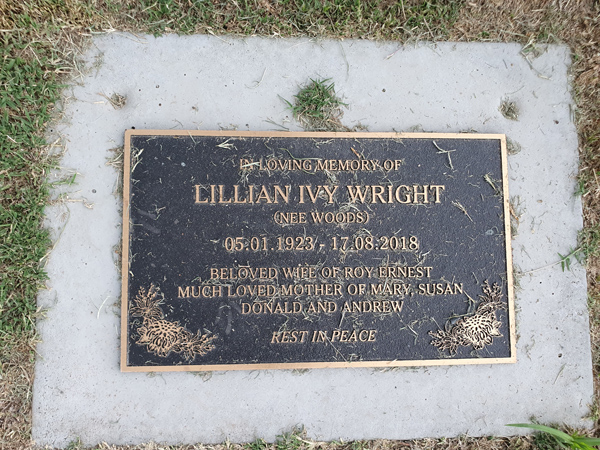 IN LOVING MEMORY OF
LILLIAN IVY WRIGHT
(NEE WOODS)
05.01.1923 - 17.08.2018
BELOVED WIFE OF ROY ERNEST
MUCH LOVED MOTHER OF MARY, SUSAN
DONALD AND ANDREW
REST IN PEACE